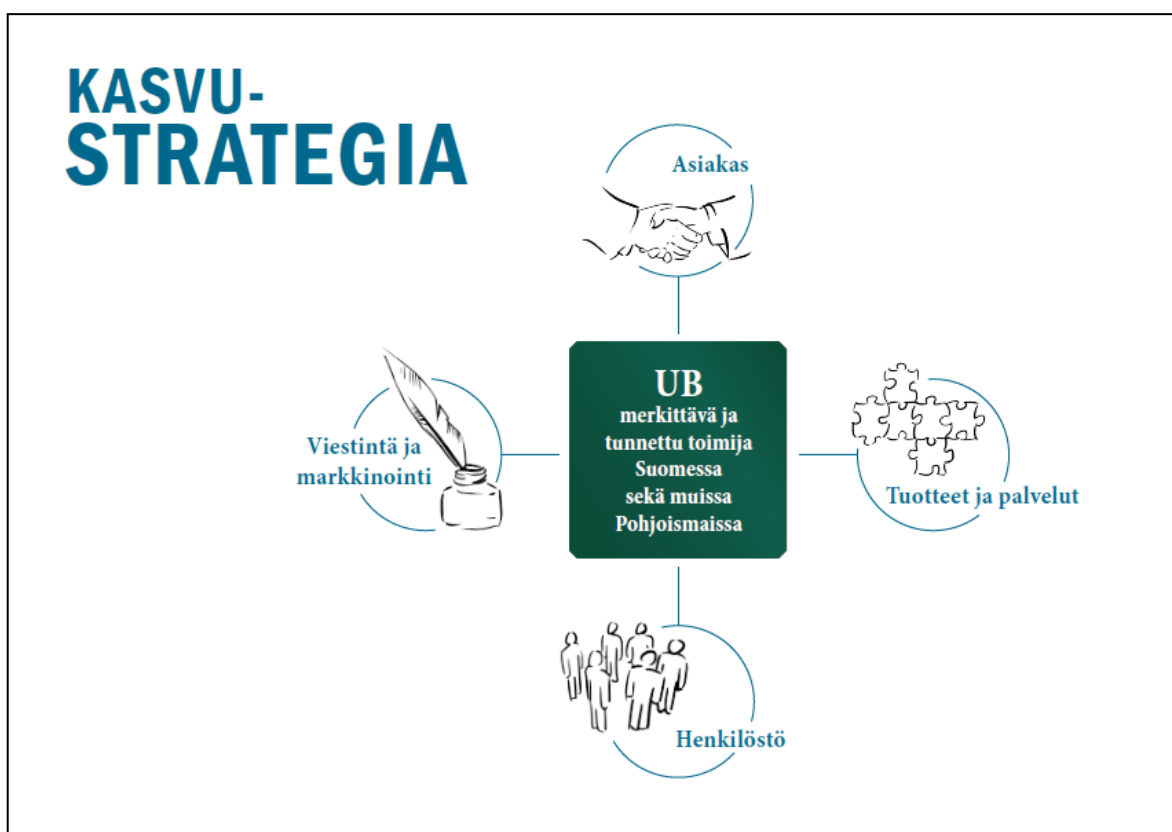 KASVU-
STRATEGIA
Asiakas
Viestintä ja
markkinointi
UB
merkittävä ja
tunnettu toimija
Suomessa
sekä muissa
Pohjoismaissa
Tuotteet ja palvelut
Henkilöstö